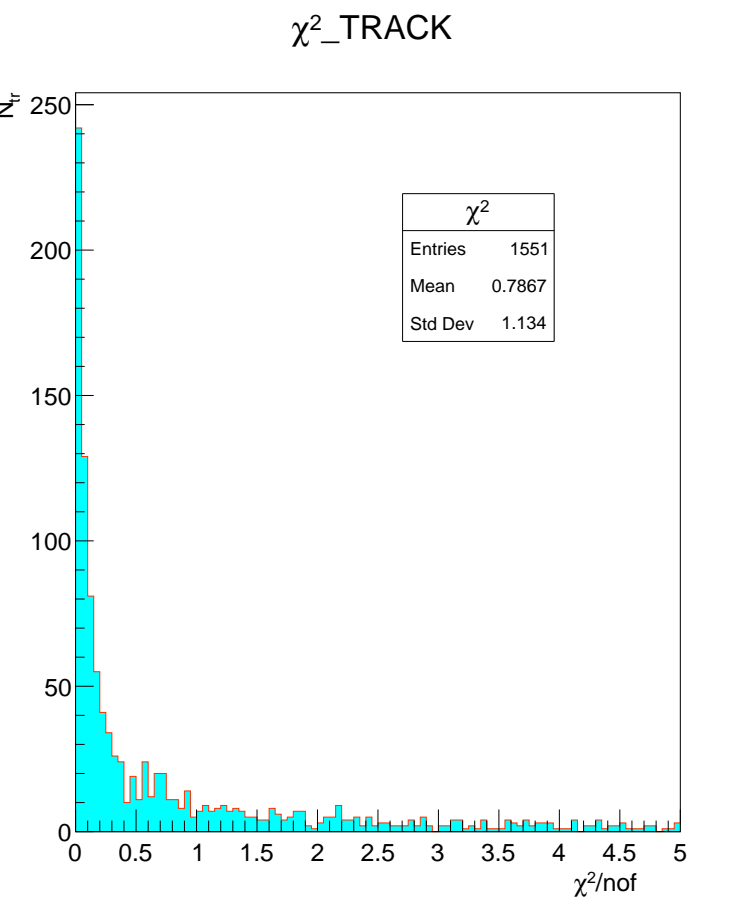 χ²_TRACK
N_tr
250
200
150
100
50
0
χ²
Entries 1551
Mean 0.7867
Std Dev 1.134
0 0.5 1 1.5 2 2.5 3 3.5 4 4.5 5
χ²/nof